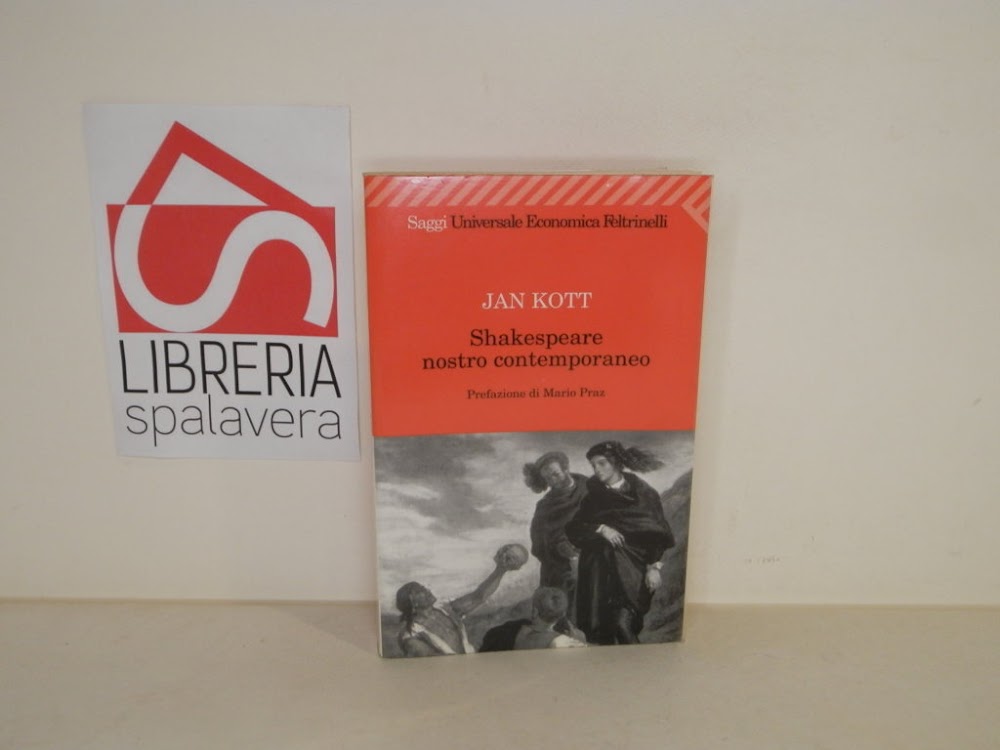 LIBRERIA
spalavera
Saggi Universale Economica Feltrinelli
JAN KOTT
Shakespeare
nostro contemporaneo
Prefazione di Mario Praz